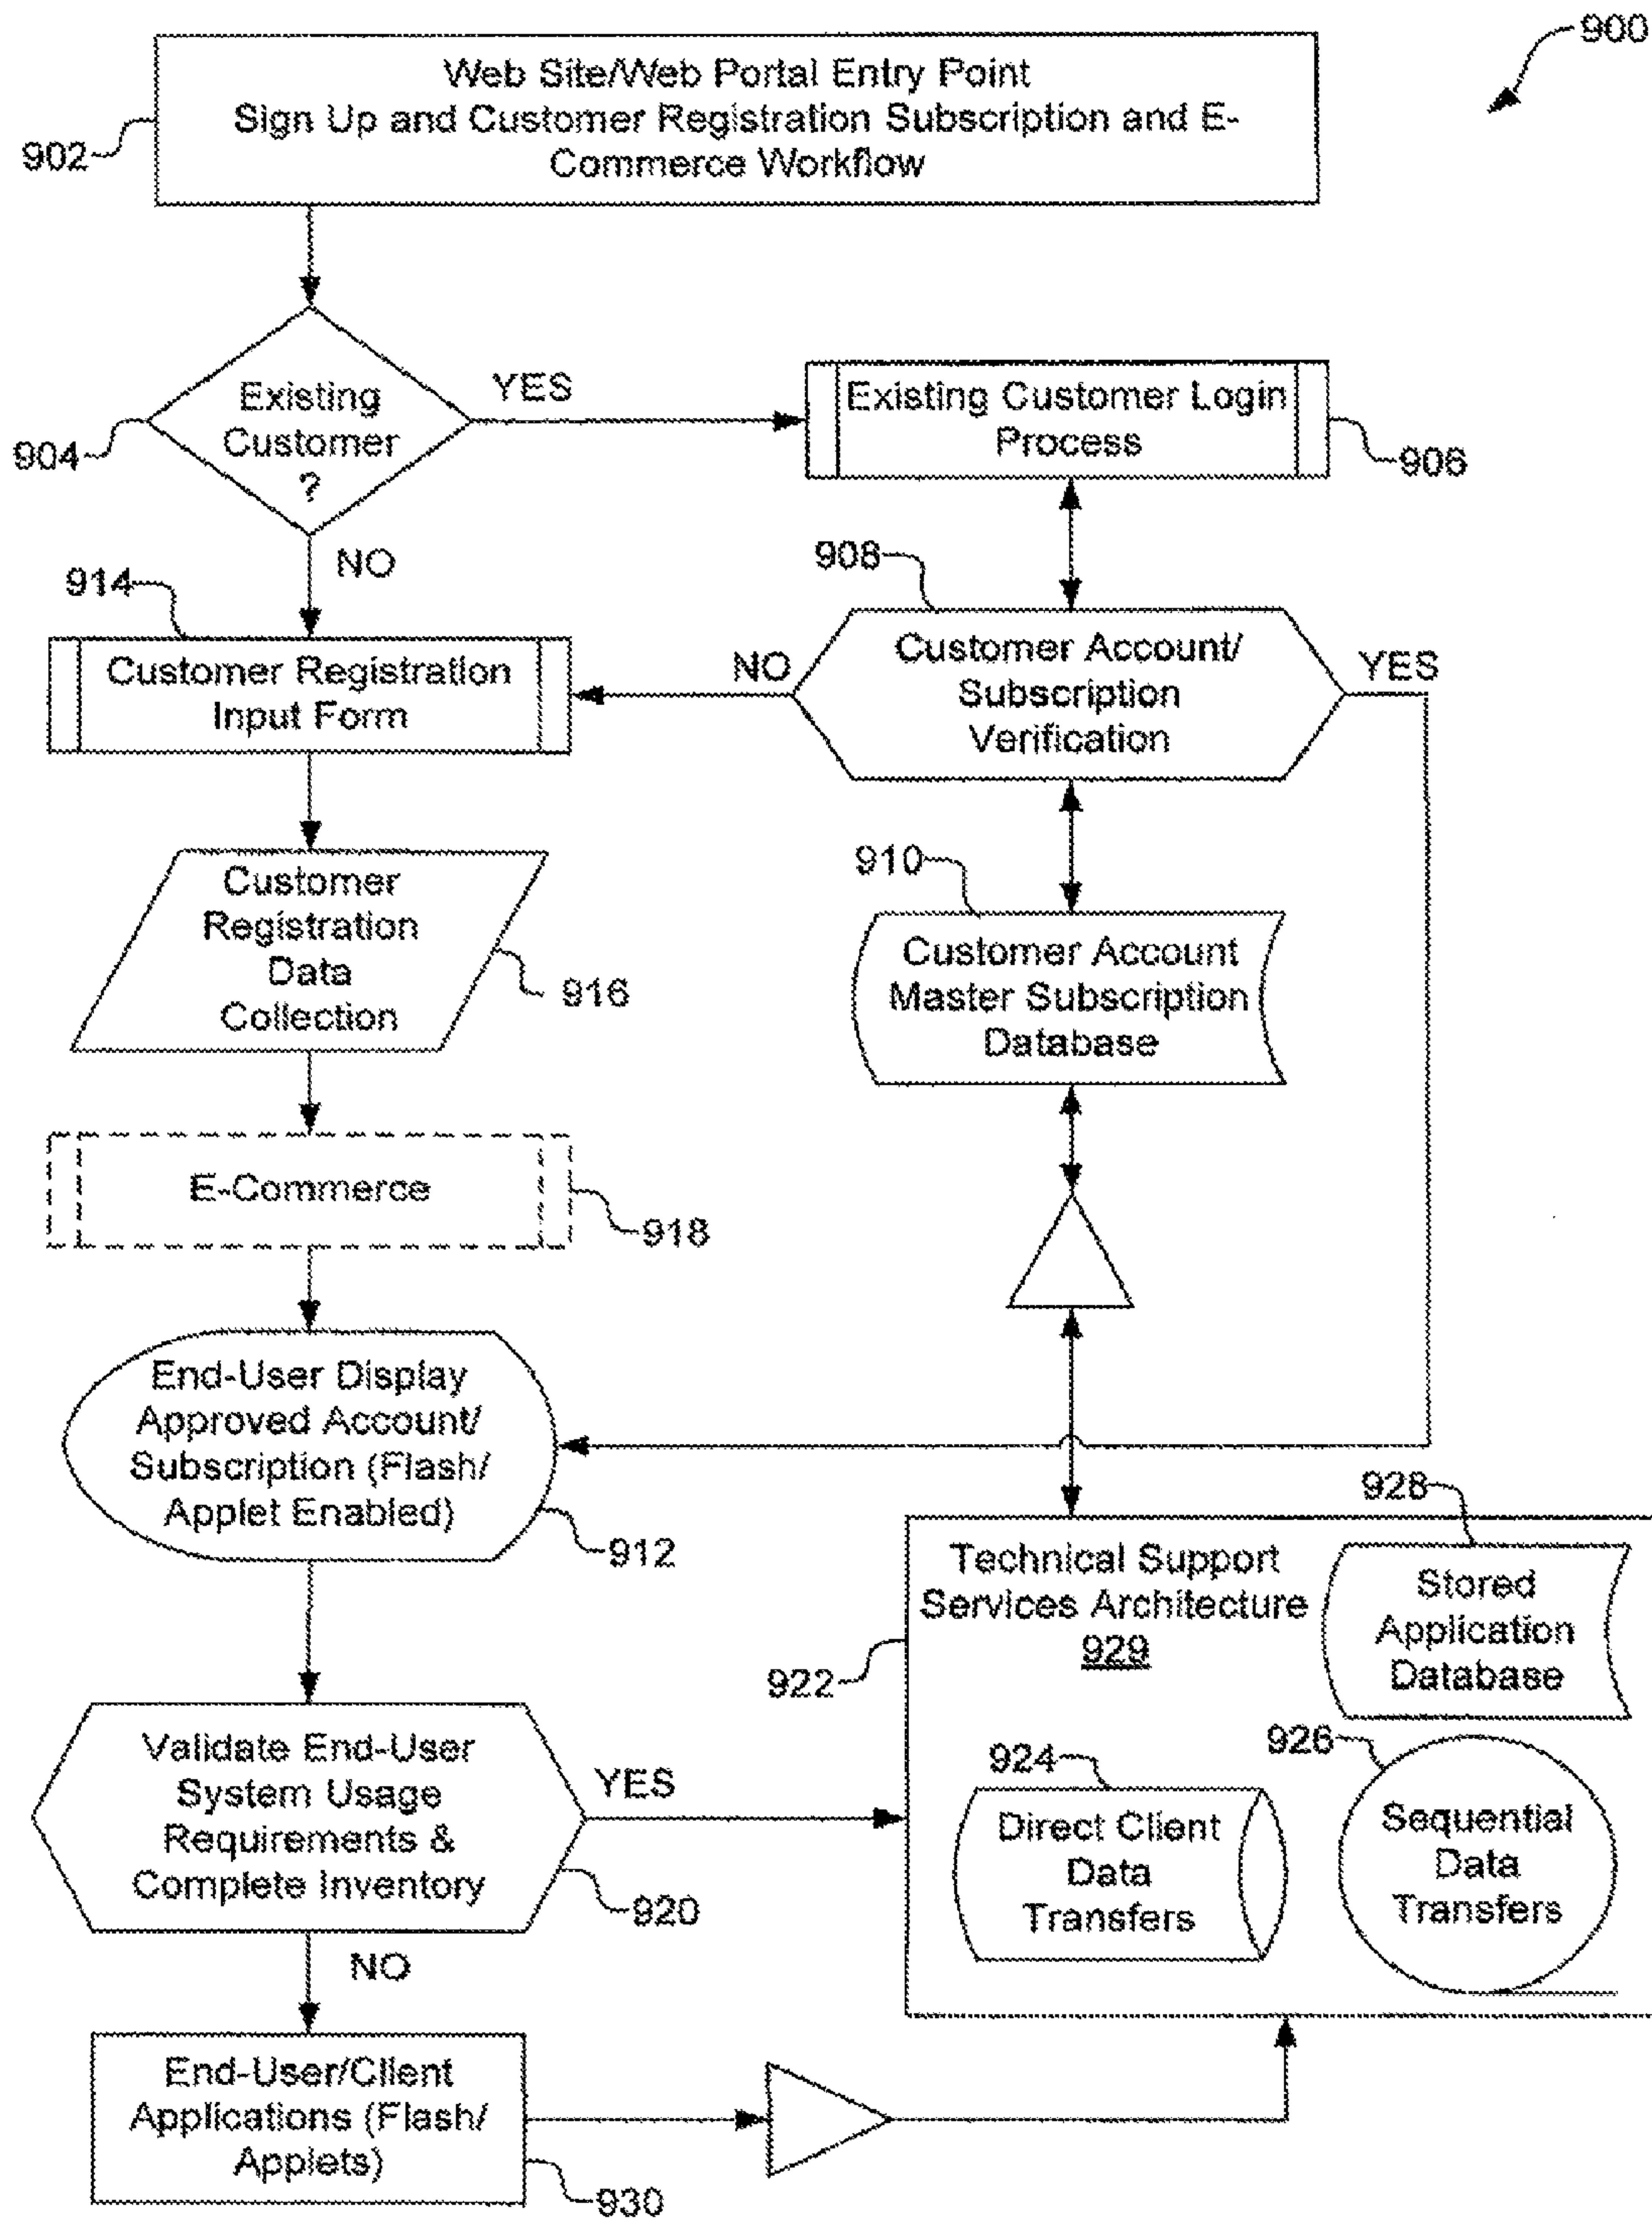 900
Web Site/Web Portal Entry Point
Sign Up and Customer Registration Subscription and E-
Commerce Workflow
902
Existing
Customer
?
904
YES
Existing Customer Login
Process
906
NO
908
914
Customer Registration
Input Form
NO
Customer Account/
Subscription
Verification
YES
Customer
Registration
Data
Collection
916
910
Customer Account
Master Subscription
Database
E-Commerce
918
End-User Display
Approved Account/
Subscription (Flash/
Applet Enabled)
912
Technical Support
Services Architecture
929
922
928
Stored
Application
Database
Validate End-User
System Usage
Requirements &
Complete Inventory
920
YES
924
Direct Client
Data
Transfers
926
Sequential
Data
Transfers
NO
End-User/Client
Applications (Flash/
Applets)
930